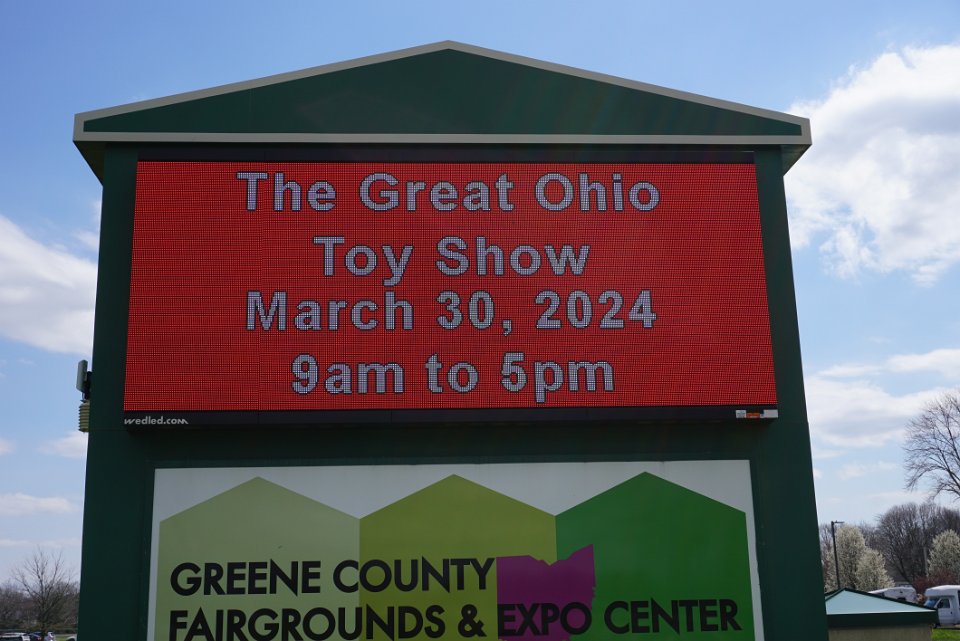 The Great Ohio
Toy Show
March 30, 2024
9am to 5pm
wedled.com
GREENE COUNTY
FAIRGROUNDS & EXPO CENTER